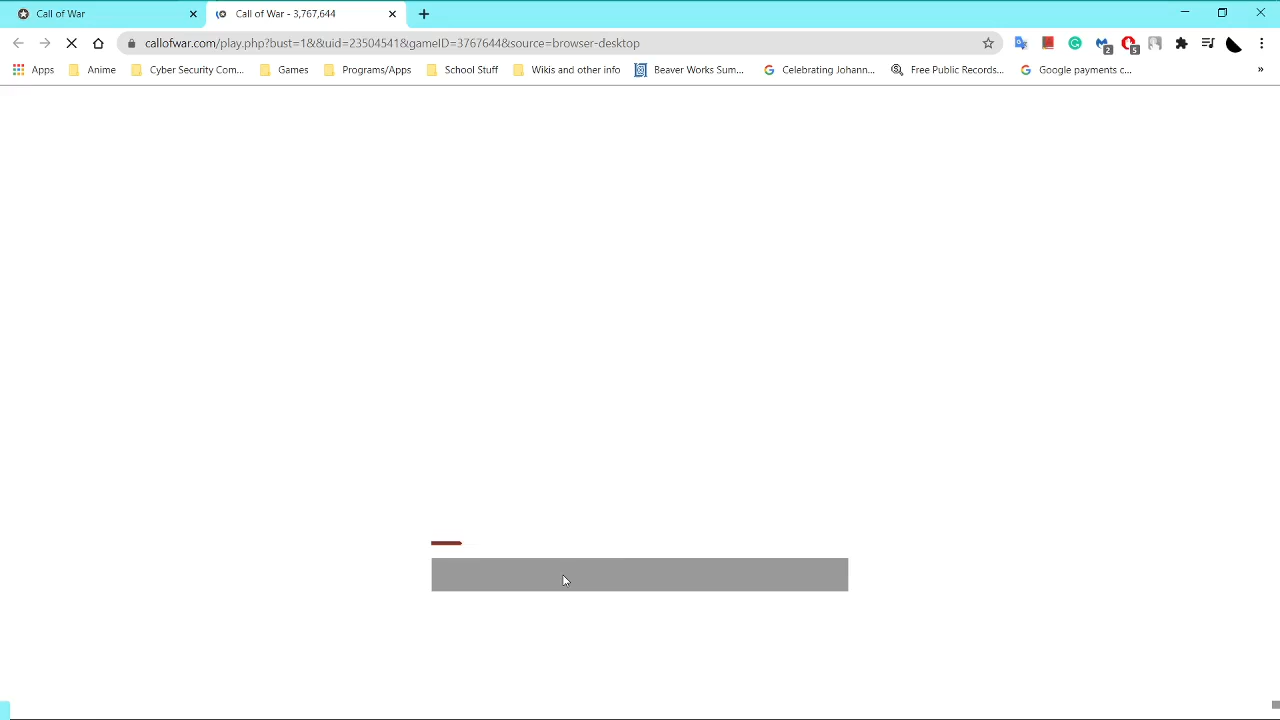 Call of War
Call of War - 3,767,644
callofwar.com/play.php?bust=1&&uid=23504541&gameID=3767644&source=browser-desktop
2
5
Apps
Anime
Cyber Security Com...
Games
Programs/Apps
School Stuff
Wikis and other info
Beaver Works Sum...
Celebrating Johann...
Free Public Records...
Google payments c...
»